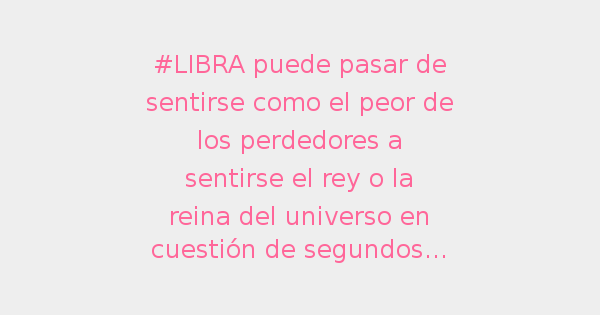 #LIBRA puede pasar de
sentirse como el peor de
los perdedores a
sentirse el rey o la
reina del universo en
cuestión de segundos...